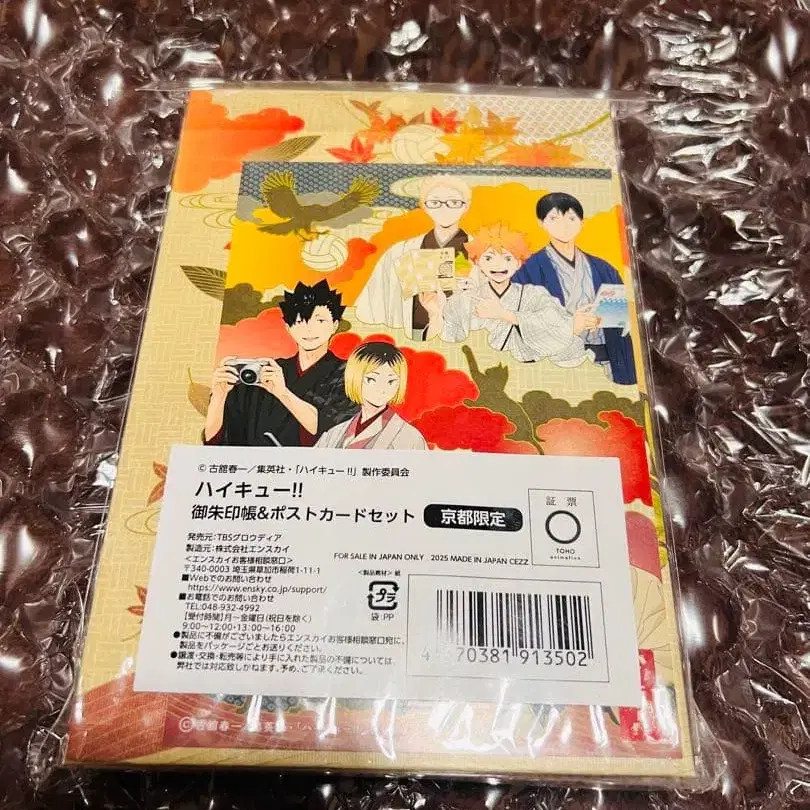 © 古舘春一／集英社・「ハイキュー!!」製作委員会
ハイキュー!!
御朱印帳&ポストカードセット 京都限定
証票
TOHO
animation
発売元:TBSグロウディア
製造元:株式会社エンスカイ
<エンスカイお客様相談窓口>
〒340-0003 埼玉県草加市稲荷1-11-1
■Webでのお問い合わせ
https://www.ensky.co.jp/support/
■お電話でのお問い合わせ
TEL:048-932-4992
【受付時間】月～金曜日(祝日を除く)
9:00～12:00・13:00～16:00
●製品に不備がございましたらエンスカイお客様相談窓口宛に、
製品をパッケージごとお送りください。
●譲渡・交換・転売等により手に入れた製品の不備については、
弊社では対応致しかねます。予め、ご了承ください。
FOR SALE IN JAPAN ONLY 2025 MADE IN JAPAN CEZZ
<製品素材> 紙
プラ
袋:PP
4 970381 913502
©古舘春一